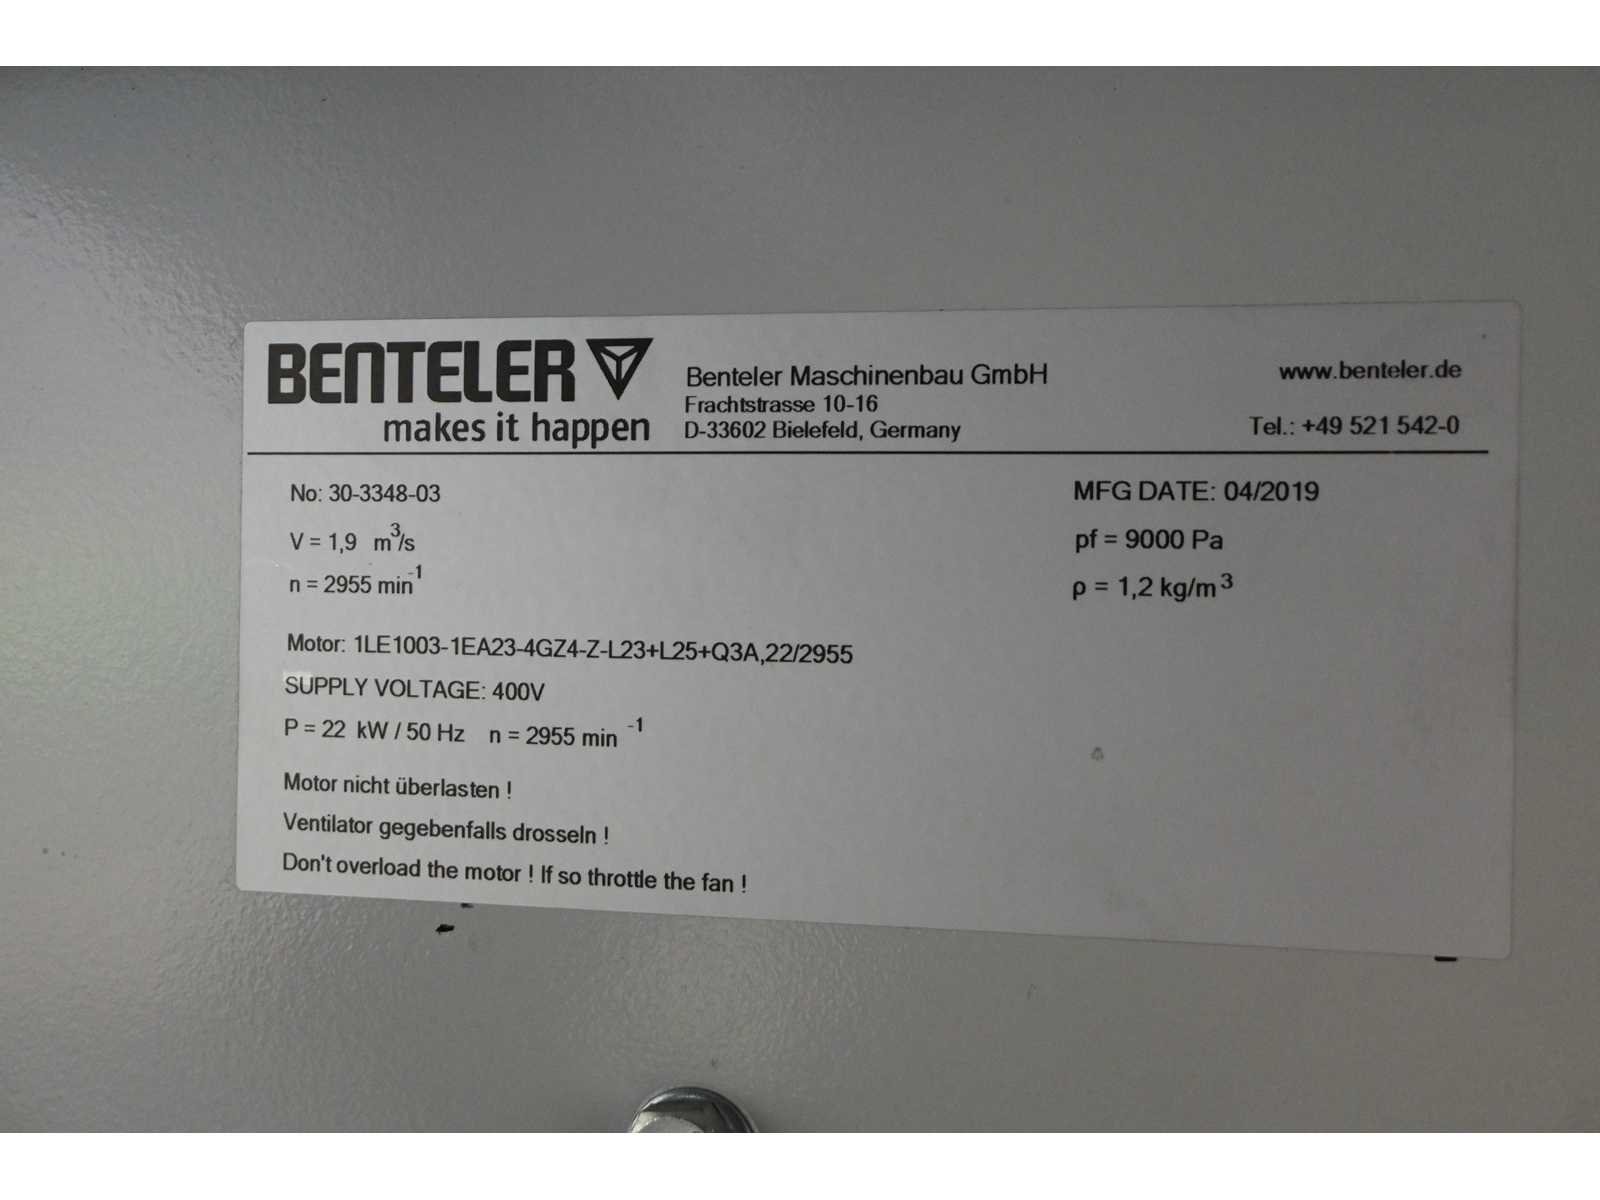 BENTELER
makes it happen
Benteler Maschinenbau GmbH
Frachtstrasse 10-16
D-33602 Bielefeld, Germany
www.benteler.de
Tel.: +49 521 542-0
No: 30-3348-03
MFG DATE: 04/2019
V = 1,9 m³/s
pf = 9000 Pa
n = 2955 min⁻¹
ρ = 1,2 kg/m³
Motor: 1LE1003-1EA23-4GZ4-Z-L23+L25+Q3A,22/2955
SUPPLY VOLTAGE: 400V
P = 22 kW / 50 Hz n = 2955 min⁻¹
Motor nicht überlasten !
Ventilator gegebenfalls drosseln !
Don't overload the motor ! If so throttle the fan !